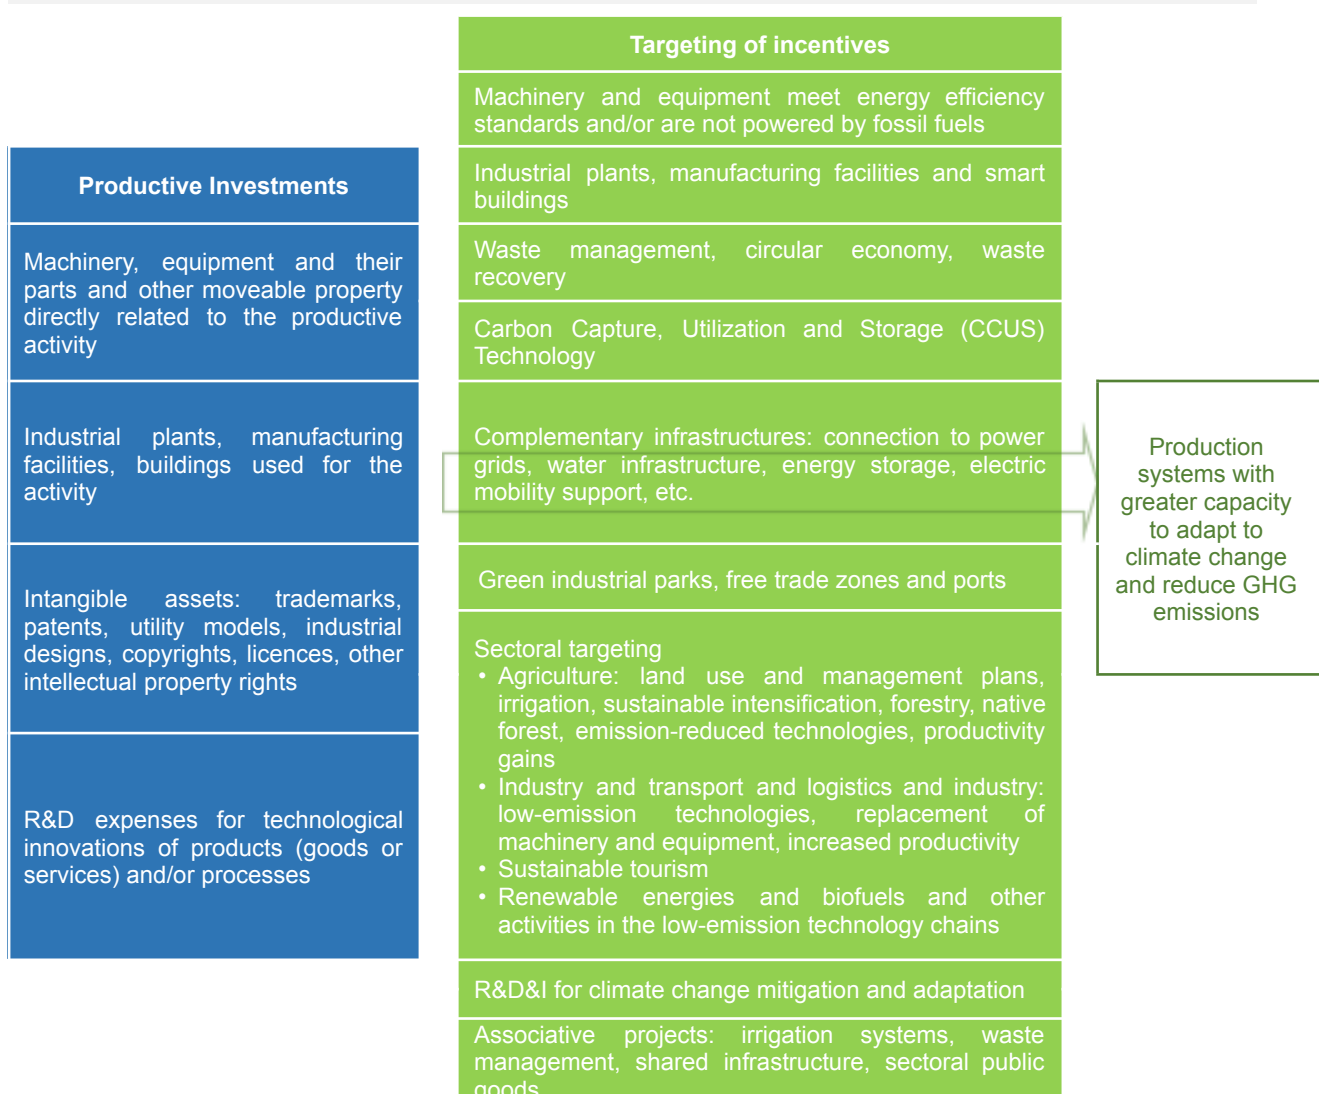 Productive Investments
Machinery, equipment and their
parts and other moveable property
directly related to the productive
activity
Industrial plants, manufacturing
facilities, buildings used for the
activity
Intangible assets: trademarks,
patents, utility models, industrial
designs, copyrights, licences, other
intellectual property rights
R&D expenses for technological
innovations of products (goods or
services) and/or processes
Targeting of incentives
Machinery and equipment meet energy efficiency
standards and/or are not powered by fossil fuels
Industrial plants, manufacturing facilities and smart
buildings
Waste management, circular economy, waste
recovery
Carbon Capture, Utilization and Storage (CCUS)
Technology
Complementary infrastructures: connection to power
grids, water infrastructure, energy storage, electric
mobility support, etc.
Green industrial parks, free trade zones and ports
Sectoral targeting
• Agriculture: land use and management plans,
irrigation, sustainable intensification, forestry, native
forest, emission-reduced technologies, productivity
gains
• Industry and transport and logistics and industry:
low-emission technologies, replacement of
machinery and equipment, increased productivity
• Sustainable tourism
• Renewable energies and biofuels and other
activities in the low-emission technology chains
R&D&I for climate change mitigation and adaptation
Associative projects: irrigation systems, waste
management, shared infrastructure, sectoral public
goods
Production
systems with
greater capacity
to adapt to
climate change
and reduce GHG
emissions